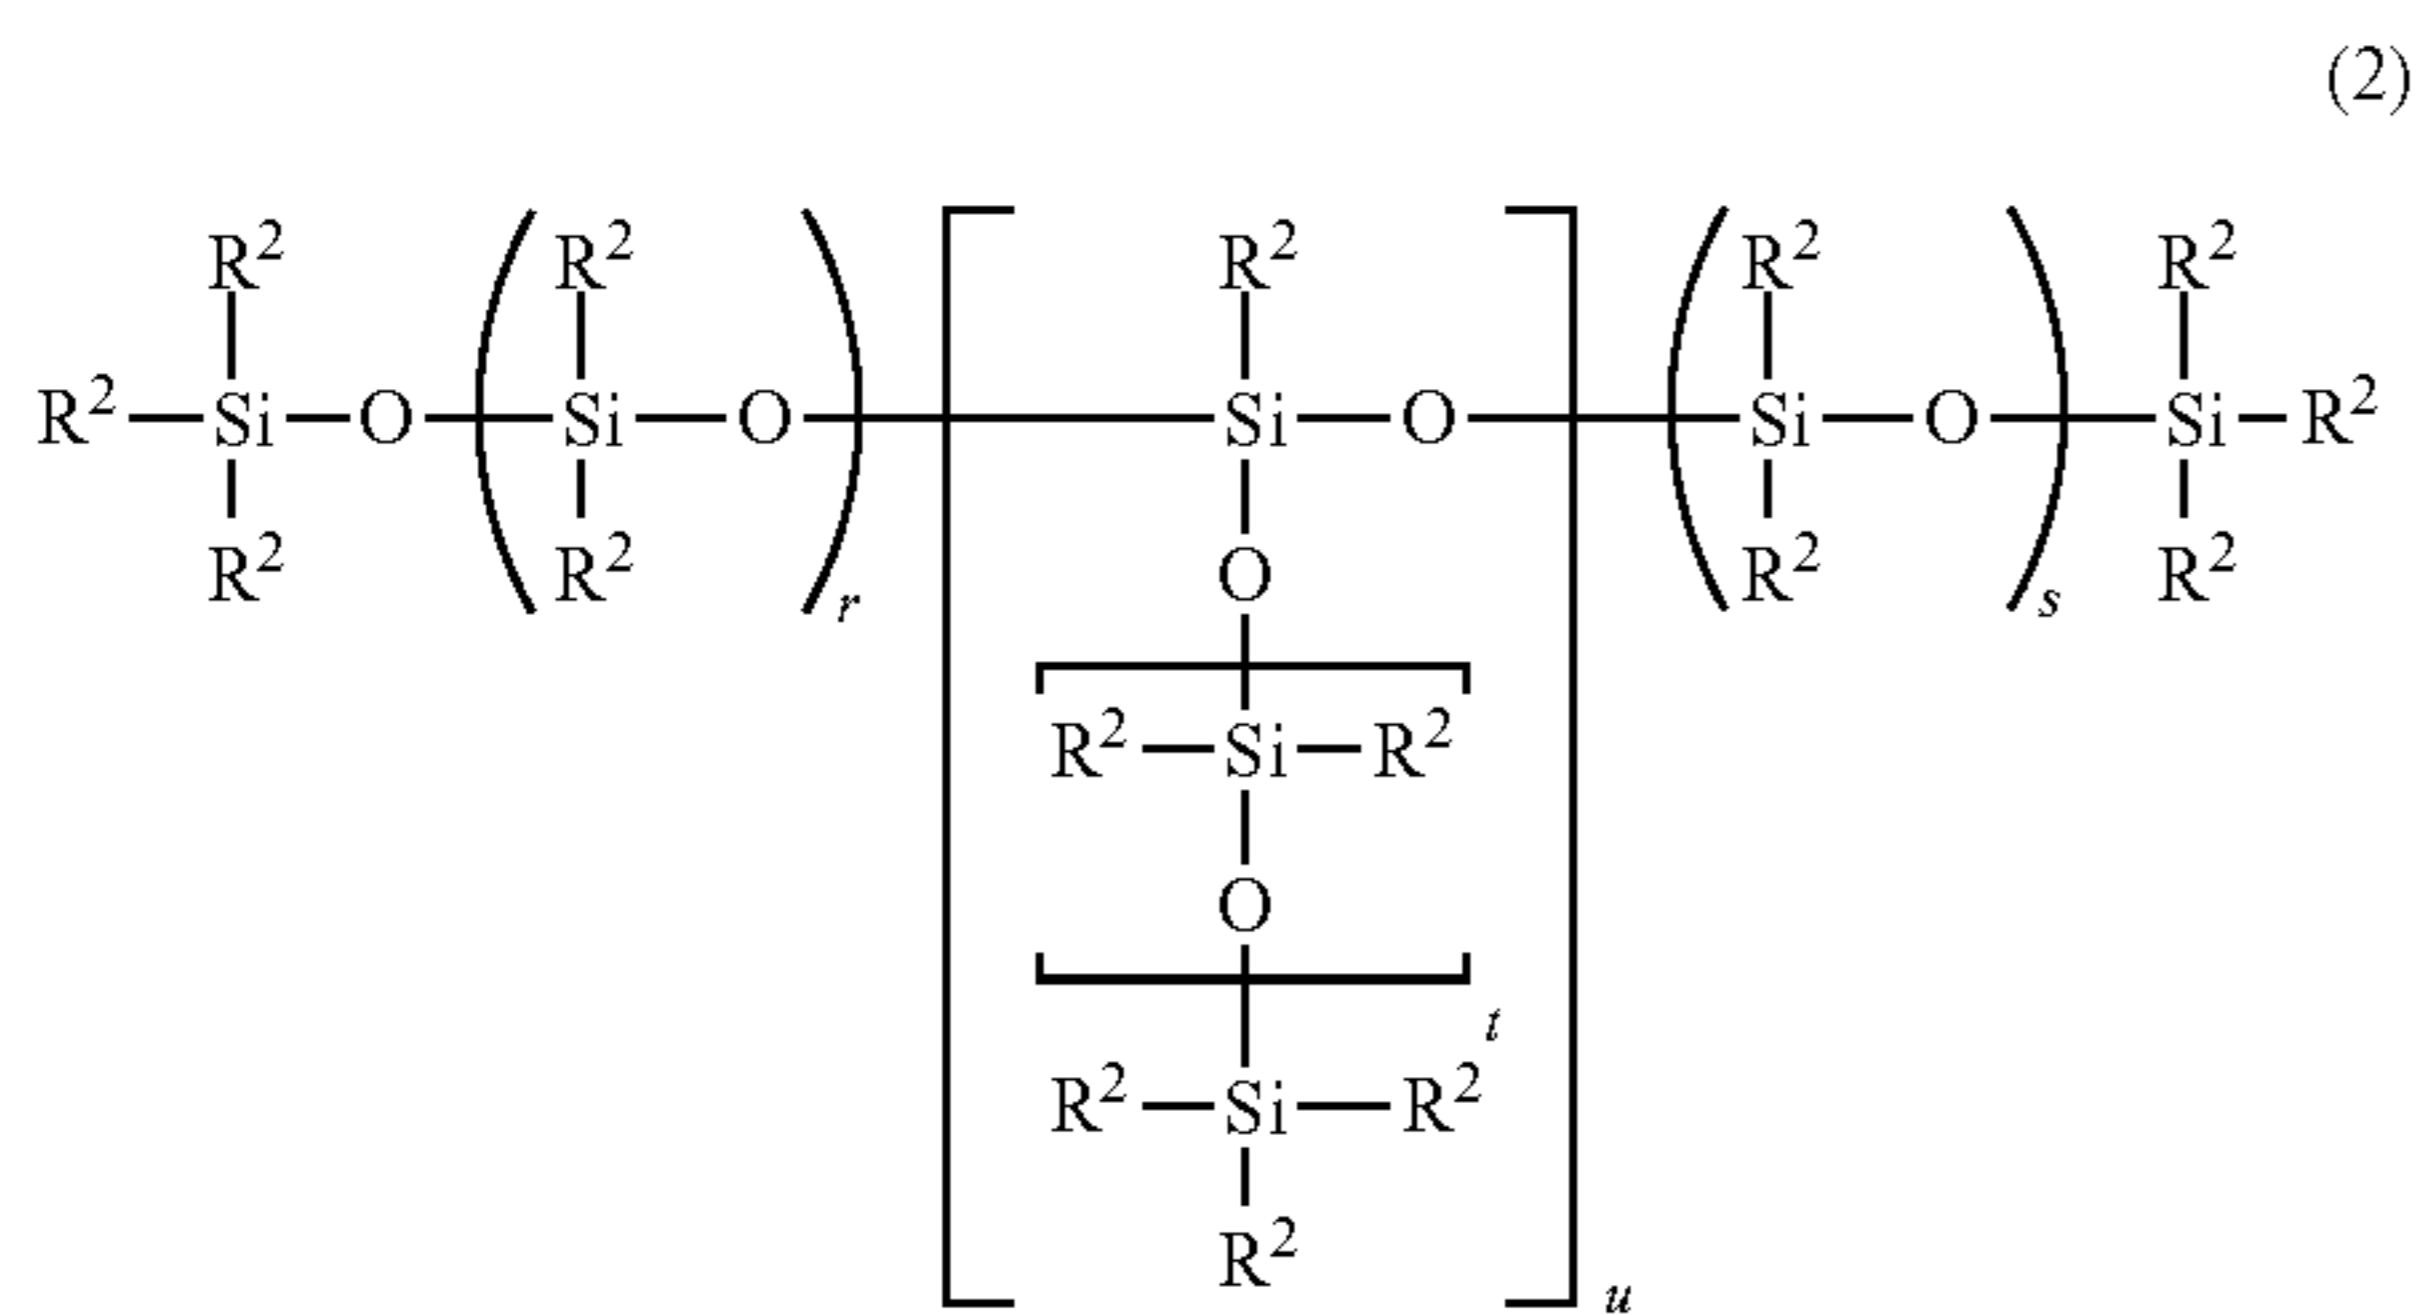 (2)
R² R² R² R² R²
R² Si O Si O Si O Si O Si R²
R² R² O R² R²
r s
R² Si R²
O
t
R² Si R²
R²
u